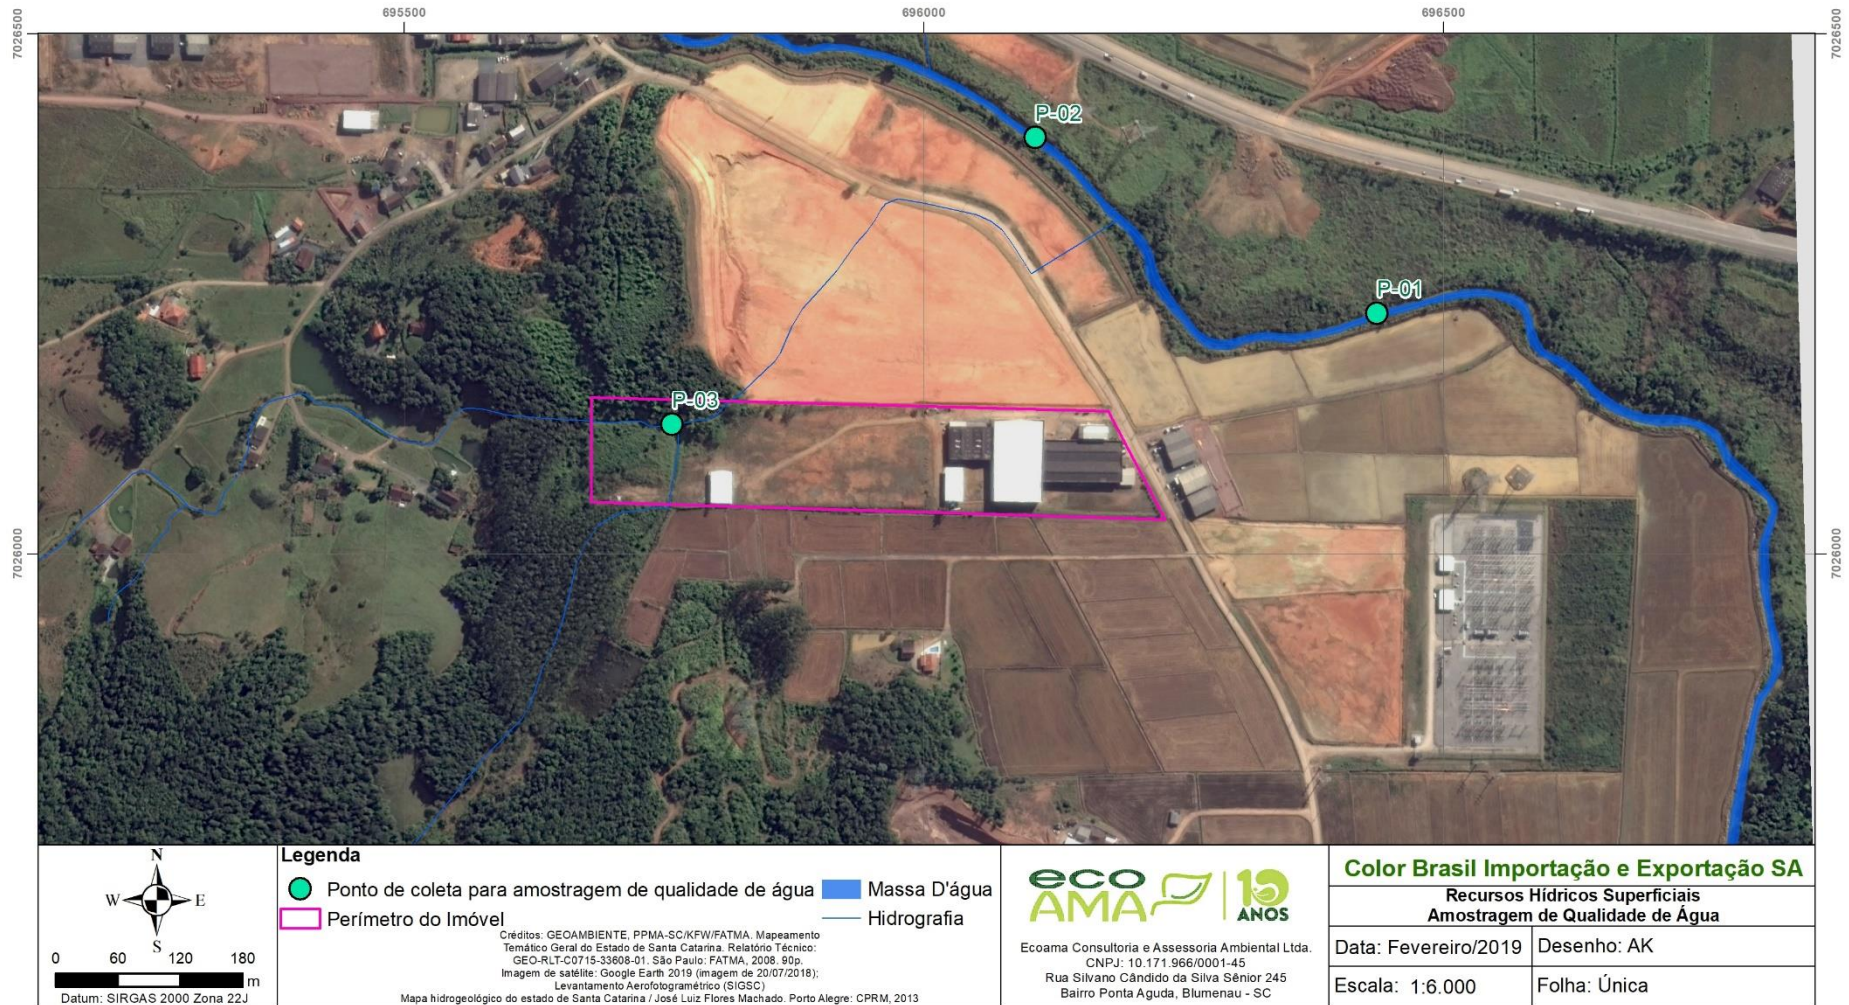 695500
696000
696500
7026500
7026500
P-02
P-01
P-03
7026000
7026000
N
W
E
S
0 60 120 180
m
Datum: SIRGAS 2000 Zona 22J
Legenda
Ponto de coleta para amostragem de qualidade de água
Massa D'água
Perímetro do Imóvel
Hidrografia
Créditos: GEOAMBIENTE, PPMA-SC/KFW/FATMA. Mapeamento
Temático Geral do Estado de Santa Catarina. Relatório Técnico:
GEO-RLT-C0715-33608-01. São Paulo: FATMA, 2008. 90p.
Imagem de satélite: Google Earth 2019 (imagem de 20/07/2018);
Levantamento Aerofotogramétrico (SIGSC)
Mapa hidrogeológico do estado de Santa Catarina / José Luiz Flores Machado. Porto Alegre: CPRM, 2013
eco
AMA
10
ANOS
Ecoama Consultoria e Assessoria Ambiental Ltda.
CNPJ: 10.171.966/0001-45
Rua Silvano Cândido da Silva Sênior 245
Bairro Ponta Aguda, Blumenau - SC
Color Brasil Importação e Exportação SA
Recursos Hídricos Superficiais
Amostragem de Qualidade de Água
Data: Fevereiro/2019
Desenho: AK
Escala: 1:6.000
Folha: Única